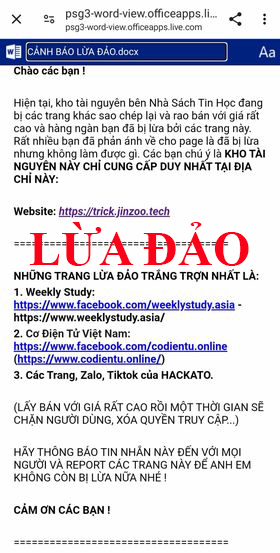 psg3-word-view.officeapps.li...
psg3-word-view.officeapps.live.com
W
CẢNH BÁO LỪA ĐẢO.docx
Aa
Chào các bạn !
Hiện tại, kho tài nguyên bên Nhà Sách Tin Học đang
bị các trang khác sao chép lại và rao bán với giá rất
cao và hàng ngàn bạn đã bị lừa bởi các trang này.
Rất nhiều bạn đã phản ánh về cho page là đã bị lừa
nhưng không làm được gì. Các bạn chú ý là KHO TÀI
NGUYÊN NÀY CHỈ CUNG CẤP DUY NHẤT TẠI ĐỊA
CHỈ NÀY:
Website: https://trick.jinzoo.tech
====================================
LỪA ĐẢO
NHỮNG TRANG LỪA ĐẢO TRẮNG TRỢN NHẤT LÀ:
1. Weekly Study:
https://www.facebook.com/weeklystudy.asia -
https://www.weeklystudy.asia/
2. Cơ Điện Tử Việt Nam:
https://www.facebook.com/codientu.online
(https://www.codientu.online/)
3. Các Trang, Zalo, Tiktok của HACKATO.
(LẤY BÁN VỚI GIÁ RẤT CAO RỒI MỘT THỜI GIAN SẼ
CHẶN NGƯỜI DÙNG, XÓA QUYỀN TRUY CẬP...)
HÃY THÔNG BÁO TIN NHẮN NÀY ĐẾN VỚI MỌI
NGƯỜI VÀ REPORT CÁC TRANG NÀY ĐỂ ANH EM
KHÔNG CÒN BỊ LỪA NỮA NHÉ !
CẢM ƠN CÁC BẠN !
====================================